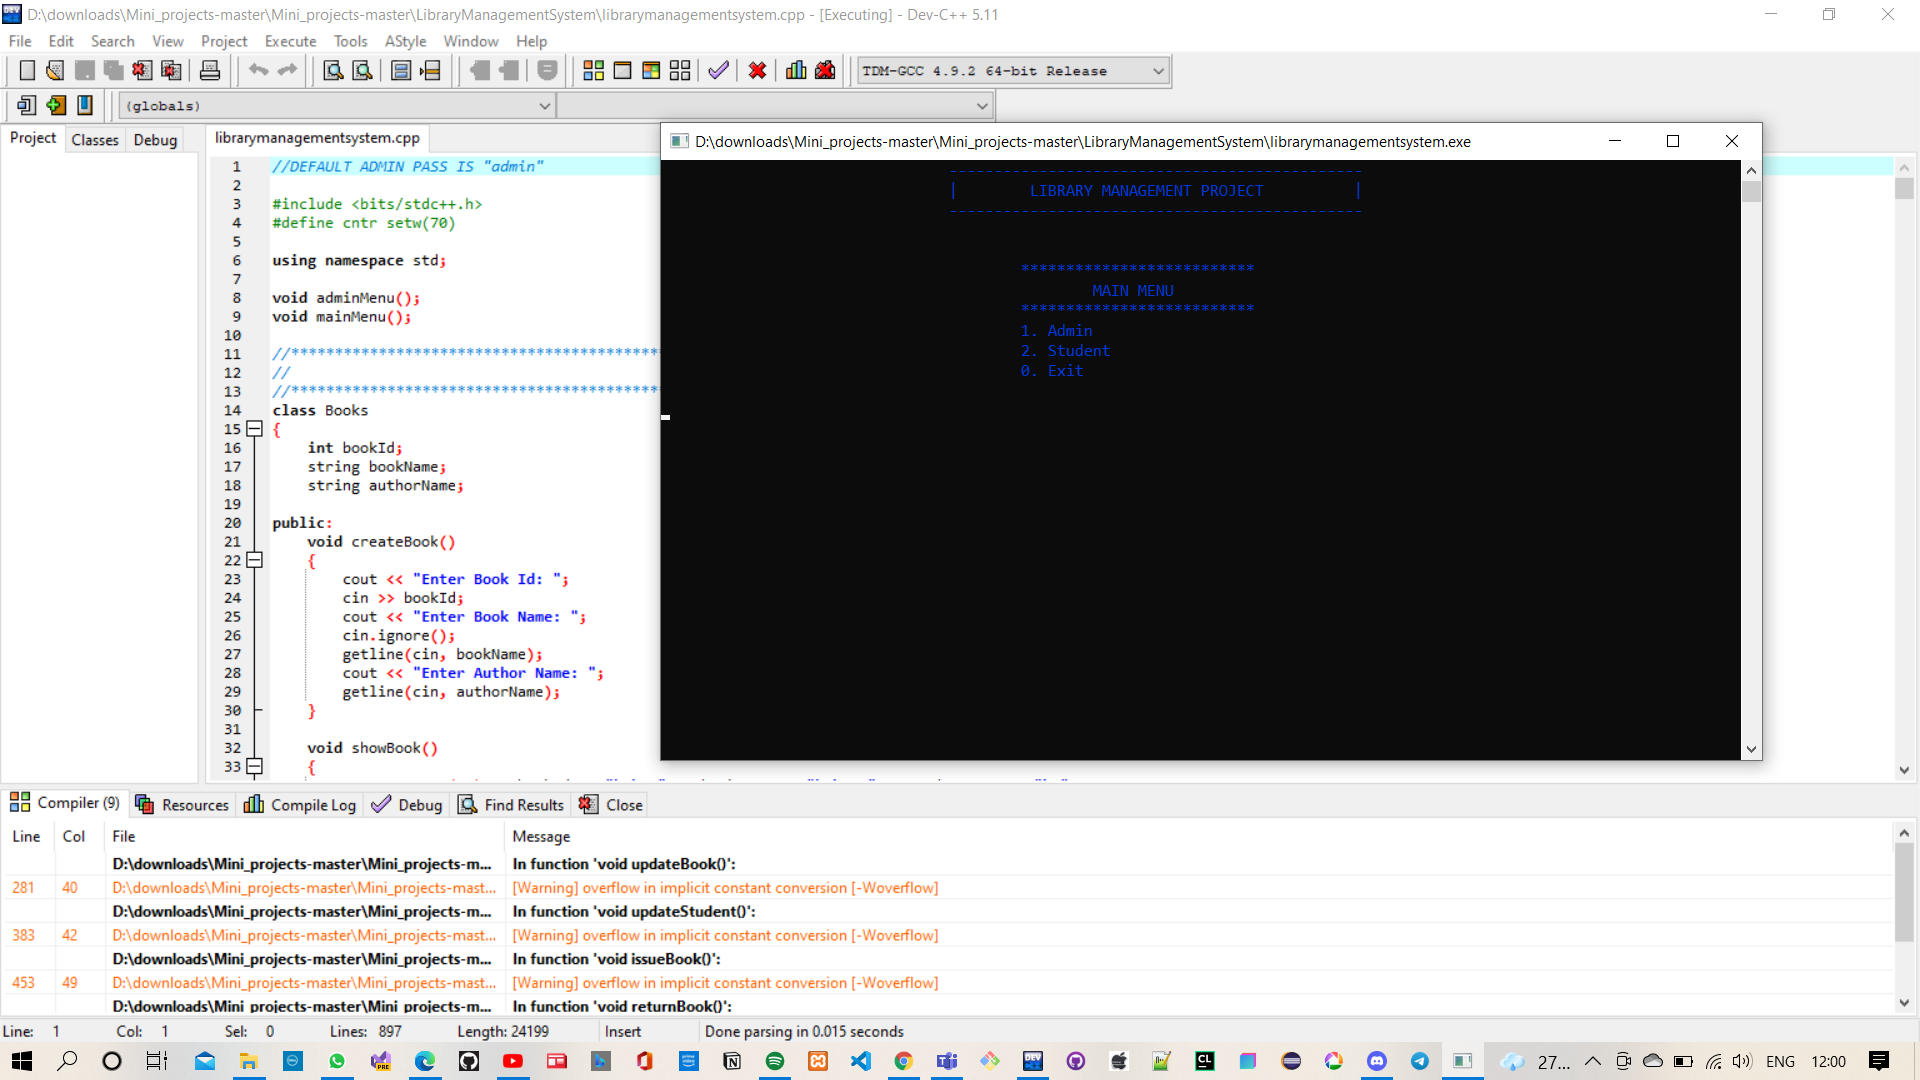 D:\downloads\Mini_projects-master\Mini_projects-master\LibraryManagementSystem\librarymanagementsystem.cpp - [Executing] - Dev-C++ 5.11
File Edit Search View Project Execute Tools AStyle Window Help
TDM-GCC 4.9.2 64-bit Release
(globals)
Project Classes Debug
librarymanagementsystem.cpp
1 //DEFAULT ADMIN PASS IS "admin"
2
3 #include <bits/stdc++.h>
4 #define cntr setw(70)
5
6 using namespace std;
7
8 void adminMenu();
9 void mainMenu();
10
11 //******************************************
12 //
13 //******************************************
14 class Books
15 {
16 int bookId;
17 string bookName;
18 string authorName;
19
20 public:
21 void createBook()
22 {
23 cout << "Enter Book Id: ";
24 cin >> bookId;
25 cout << "Enter Book Name: ";
26 cin.ignore();
27 getline(cin, bookName);
28 cout << "Enter Author Name: ";
29 getline(cin, authorName);
30 }
31
32 void showBook()
33 {
D:\downloads\Mini_projects-master\Mini_projects-master\LibraryManagementSystem\librarymanagementsystem.exe
----------------------------------------------
| LIBRARY MANAGEMENT PROJECT |
----------------------------------------------
**************************
MAIN MENU
**************************
1. Admin
2. Student
0. Exit
Compiler (9) Resources Compile Log Debug Find Results Close
Line Col File Message
D:\downloads\Mini_projects-master\Mini_projects-m... In function 'void updateBook()':
281 40 D:\downloads\Mini_projects-master\Mini_projects-mast... [Warning] overflow in implicit constant conversion [-Woverflow]
D:\downloads\Mini_projects-master\Mini_projects-m... In function 'void updateStudent()':
383 42 D:\downloads\Mini_projects-master\Mini_projects-mast... [Warning] overflow in implicit constant conversion [-Woverflow]
D:\downloads\Mini_projects-master\Mini_projects-m... In function 'void issueBook()':
453 49 D:\downloads\Mini_projects-master\Mini_projects-mast... [Warning] overflow in implicit constant conversion [-Woverflow]
D:\downloads\Mini_projects-master\Mini_projects-m... In function 'void returnBook()':
Line: 1 Col: 1 Sel: 0 Lines: 897 Length: 24199 Insert Done parsing in 0.015 seconds
27... ENG 12:00